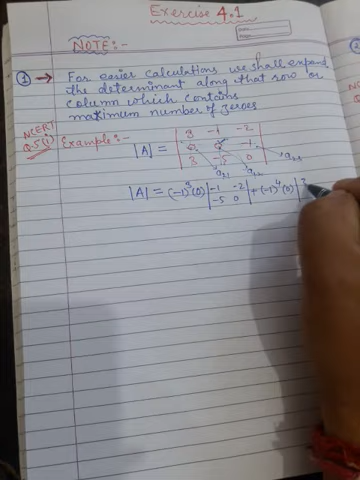 Exercise 4.1
NOTE:-
① → For easier calculations we shall expand
the determinant along that row or
column which contains
maximum number of zeroes
NCERT
Q.5(i) Example:-
|A| = | 3 -1 -2 |
| 0 0 -1 |
| 3 -5 0 |
a₂₁ a₂₂ a₂₃
|A| = (-1)³(0) | -1 -2 | + (-1)⁴(0) |
| -5 0 |